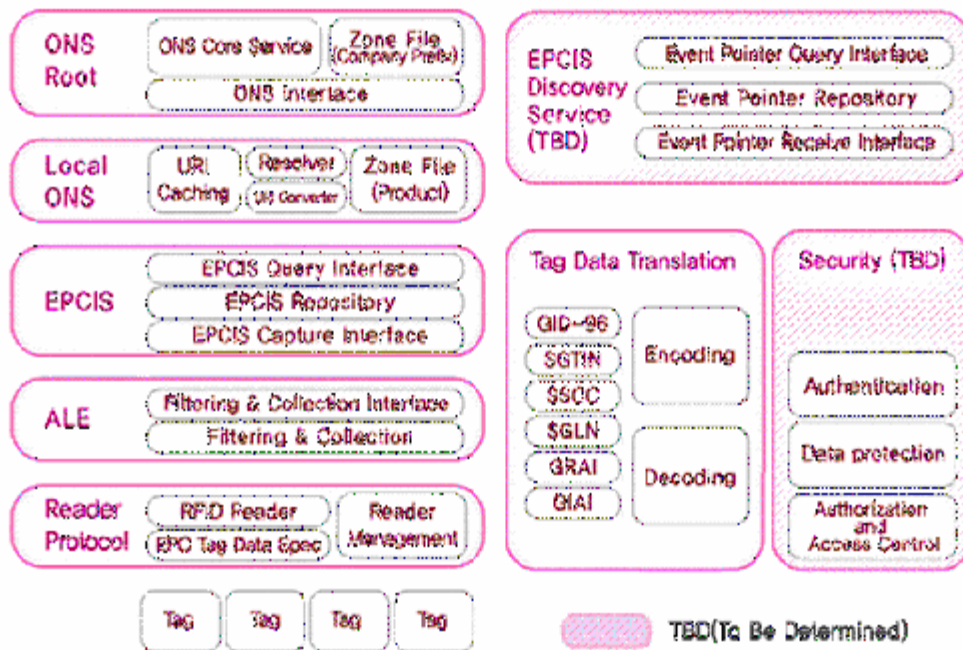 ONS Root
ONS Core Service
Zone File
(Company Prefix)
ONS Interface
Local ONS
URI Caching
Resolver
URI Converter
Zone File
(Product)
EPCIS
EPCIS Query Interface
EPCIS Repository
EPCIS Capture Interface
ALE
Filtering & Collection Interface
Filtering & Collection
Reader Protocol
RFID Reader
EPC Tag Data Spec
Reader Management
Tag
Tag
Tag
Tag
EPCIS
Discovery
Service
(TBD)
Event Pointer Query Interface
Event Pointer Repository
Event Pointer Receive Interface
Tag Data Translation
GID-96
SGTIN
SSCC
SGLN
GRAI
GIAI
Encoding
Decoding
Security (TBD)
Authentication
Data protection
Authorization
and
Access Control
TBD(To Be Determined)